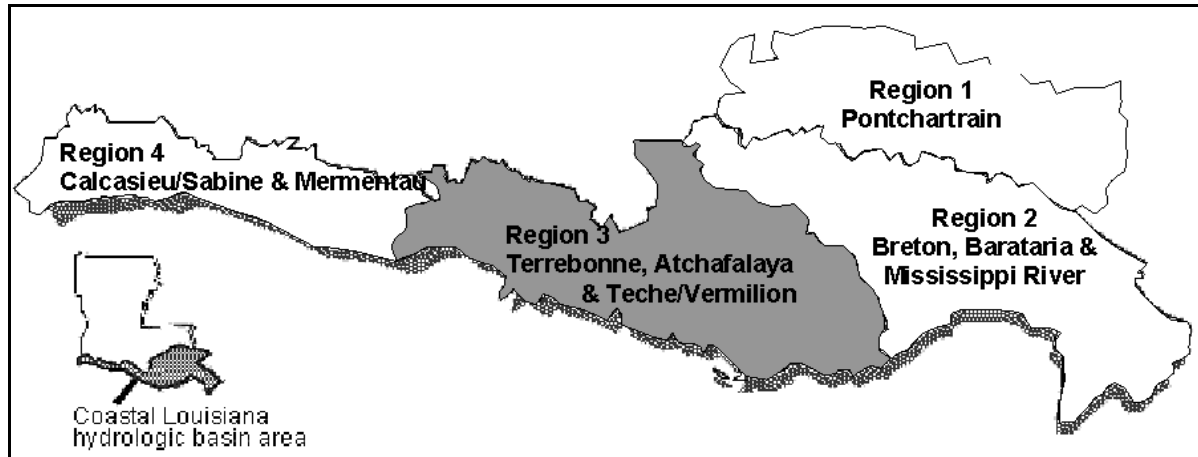 Region 1
Pontchartrain
Region 4
Calcasieu/Sabine & Mermentau
Region 2
Breton, Barataria &
Mississippi River
Region 3
Terrebonne, Atchafalaya
& Teche/Vermilion
Coastal Louisiana
hydrologic basin area